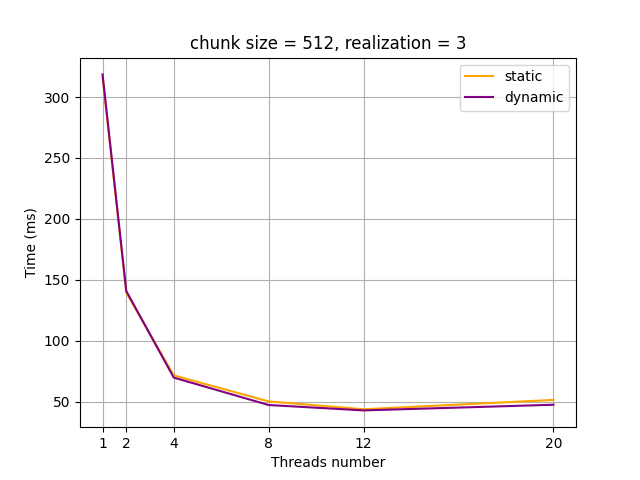 chunk size = 512, realization = 3
static
dynamic
Time (ms)
300
250
200
150
100
50
1 2 4 8 12 20
Threads number